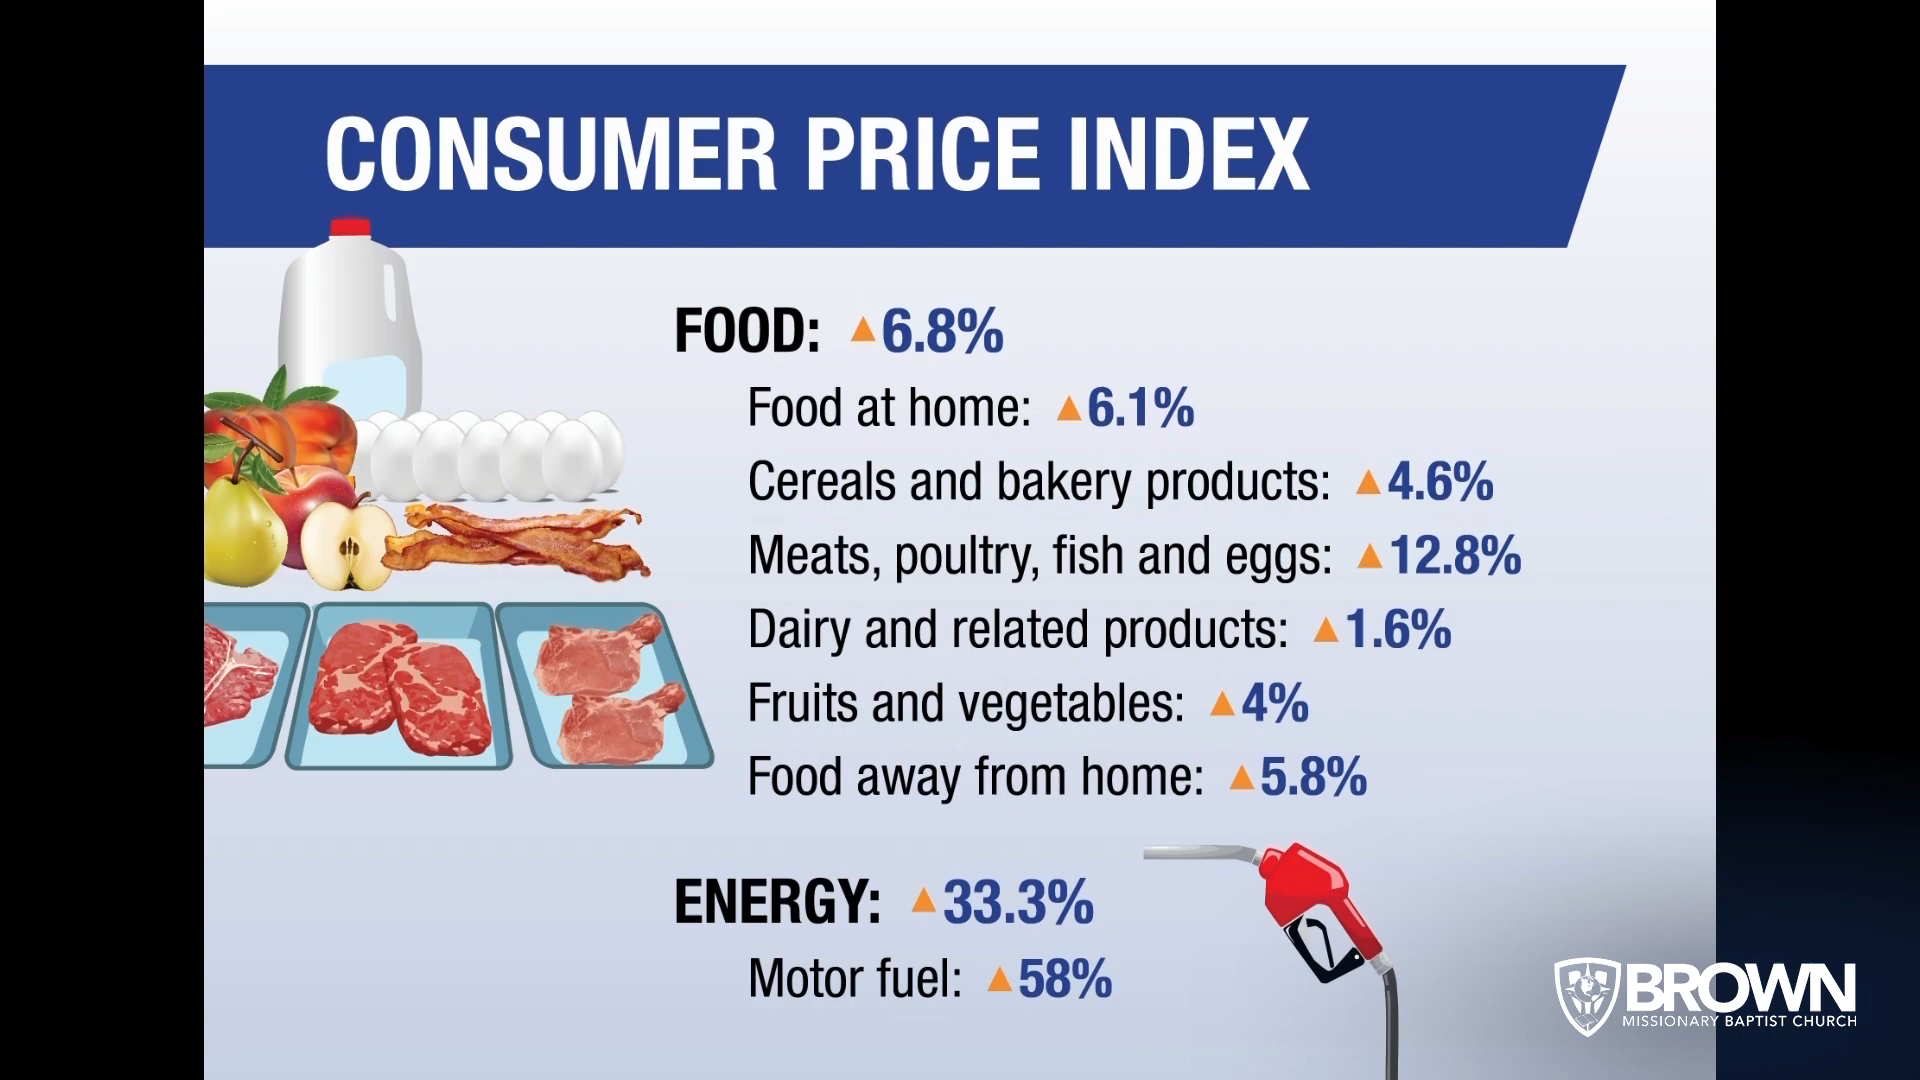 CONSUMER PRICE INDEX
FOOD: ▲6.8%
Food at home: ▲6.1%
Cereals and bakery products: ▲4.6%
Meats, poultry, fish and eggs: ▲12.8%
Dairy and related products: ▲1.6%
Fruits and vegetables: ▲4%
Food away from home: ▲5.8%
ENERGY: ▲33.3%
Motor fuel: ▲58%
BROWN
MISSIONARY BAPTIST CHURCH